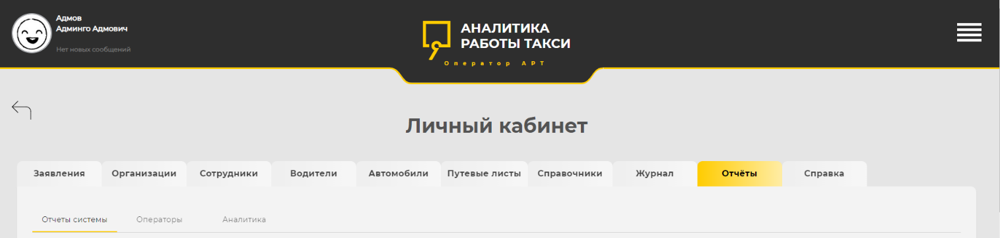 Адмов
Админго Адмович
Нет новых сообщений
АНАЛИТИКА
РАБОТЫ ТАКСИ
Оператор АРТ
Личный кабинет
Заявления Организации Сотрудники Водители Автомобили Путевые листы Справочники Журнал Отчёты Справка
Отчеты системы Операторы Аналитика